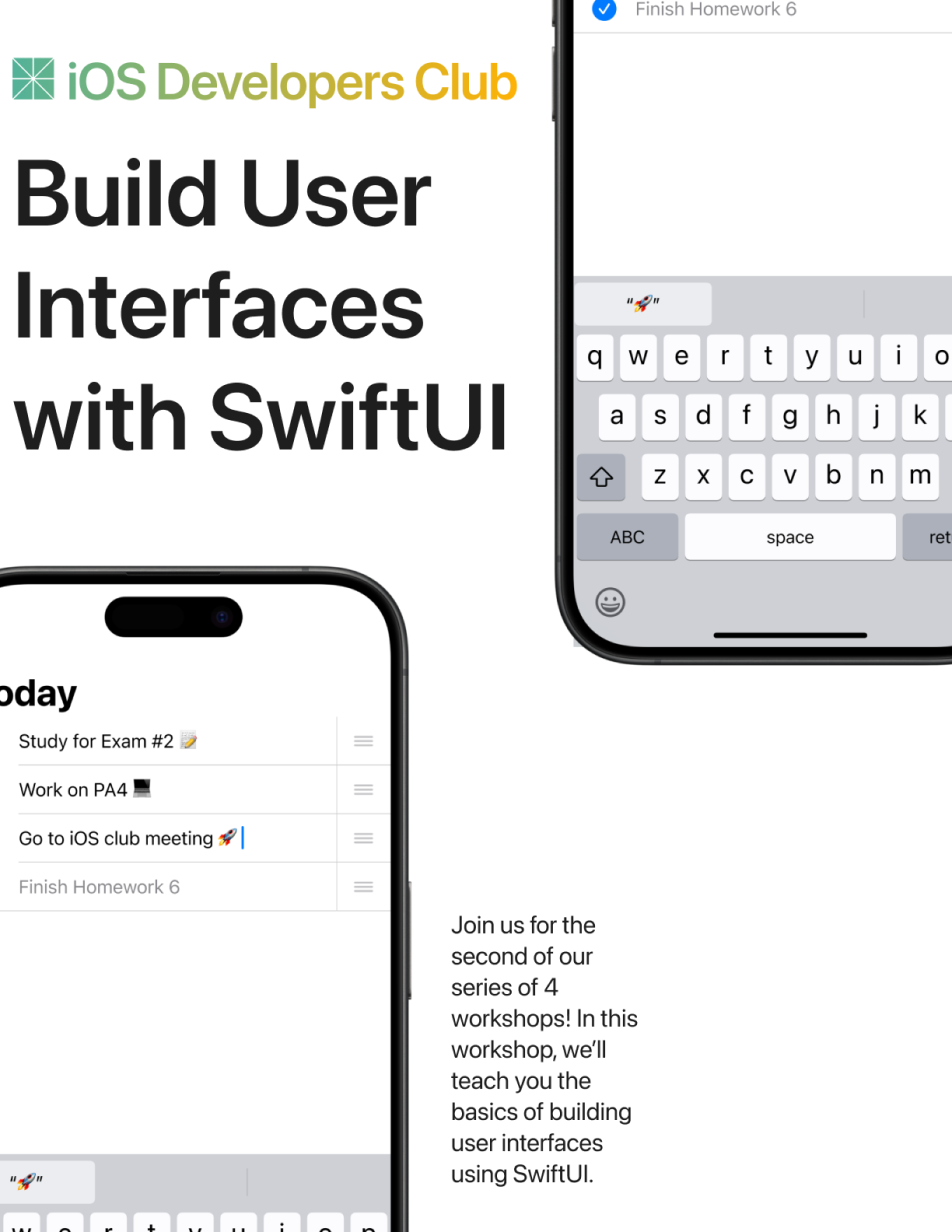 Finish Homework 6
iOS Developers Club
Build User
Interfaces
with SwiftUI
“🚀”
q w e r t y u i o
a s d f g h j k
z x c v b n m
ABC space ret
oday
Study for Exam #2 📝
Work on PA4 💻
Go to iOS club meeting 🚀
Finish Homework 6
Join us for the
second of our
series of 4
workshops! In this
workshop, we’ll
teach you the
basics of building
user interfaces
using SwiftUI.
“🚀”
w e r t y u i o p